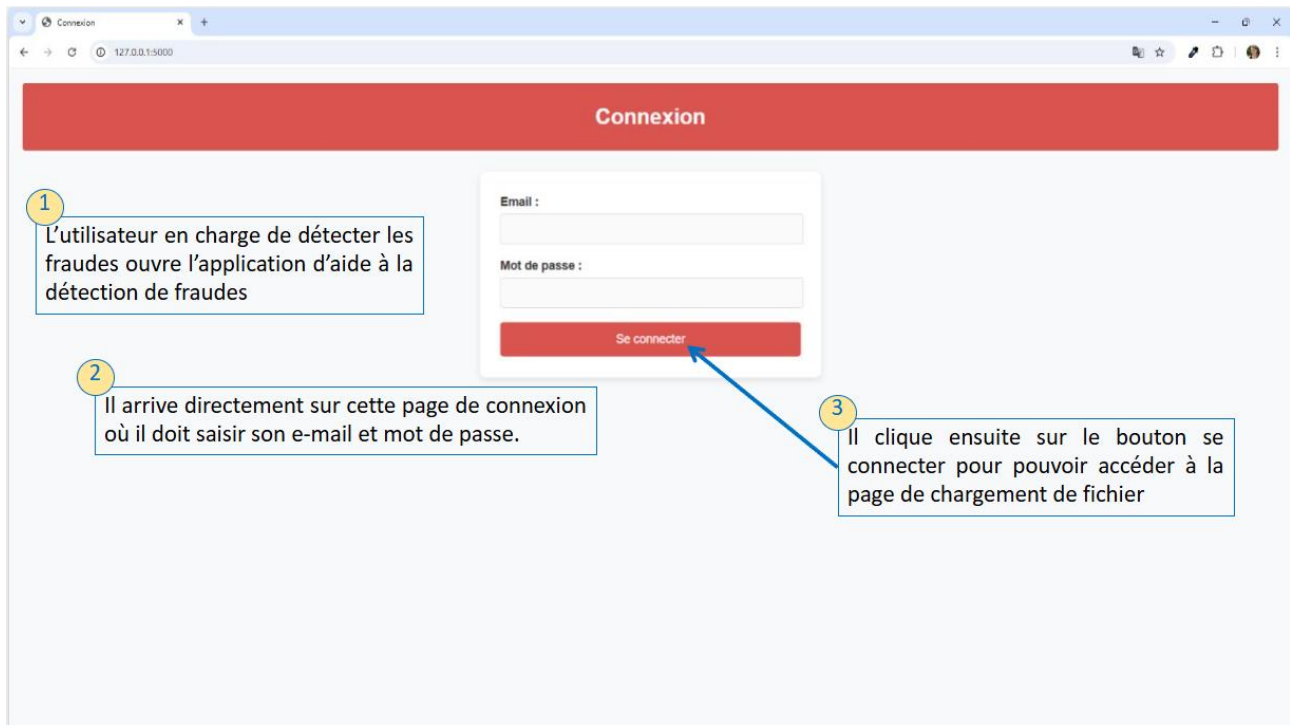 Connexion
127.0.0.1:5000
Connexion
1
L’utilisateur en charge de détecter les
fraudes ouvre l’application d’aide à la
détection de fraudes
Email :
Mot de passe :
Se connecter
2
Il arrive directement sur cette page de connexion
où il doit saisir son e-mail et mot de passe.
3
Il clique ensuite sur le bouton se
connecter pour pouvoir accéder à la
page de chargement de fichier